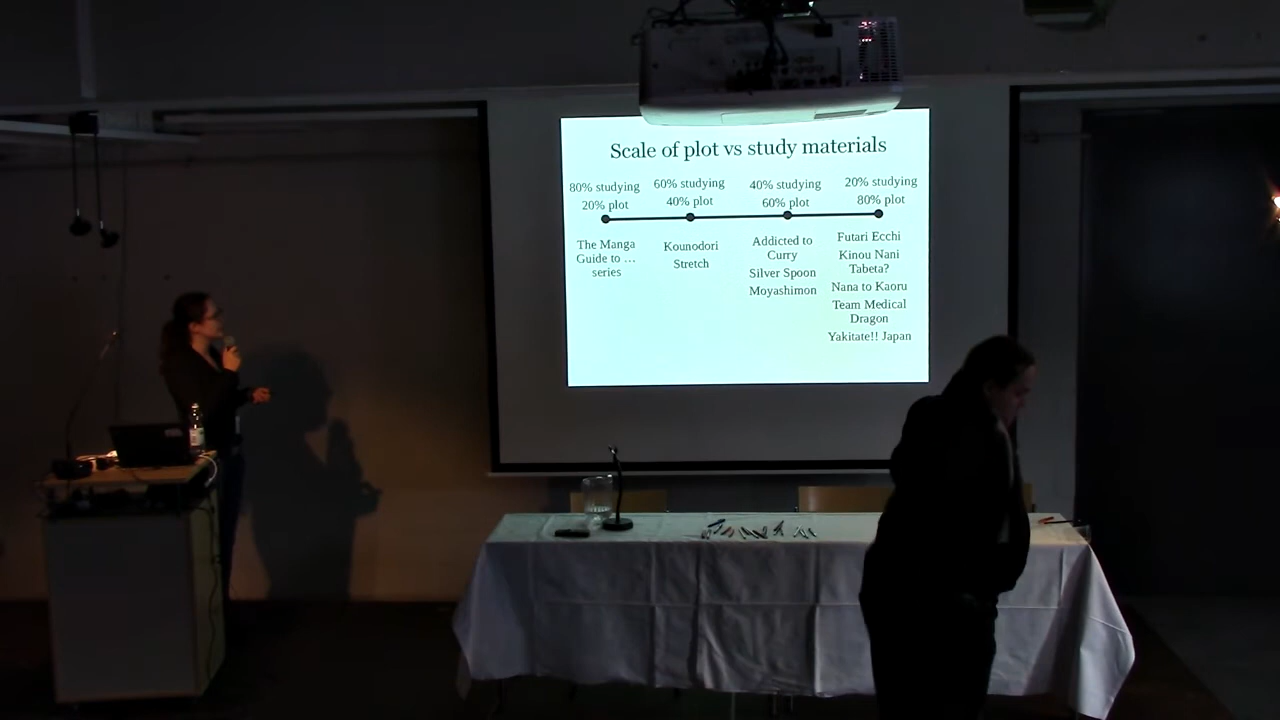 Scale of plot vs study materials
80% studying
20% plot
60% studying
40% plot
40% studying
60% plot
20% studying
80% plot
The Manga
Guide to ...
series
Kounodori
Stretch
Addicted to
Curry
Silver Spoon
Moyashimon
Futari Ecchi
Kinou Nani
Tabeta?
Nana to Kaoru
Team Medical
Dragon
Yakitate!! Japan